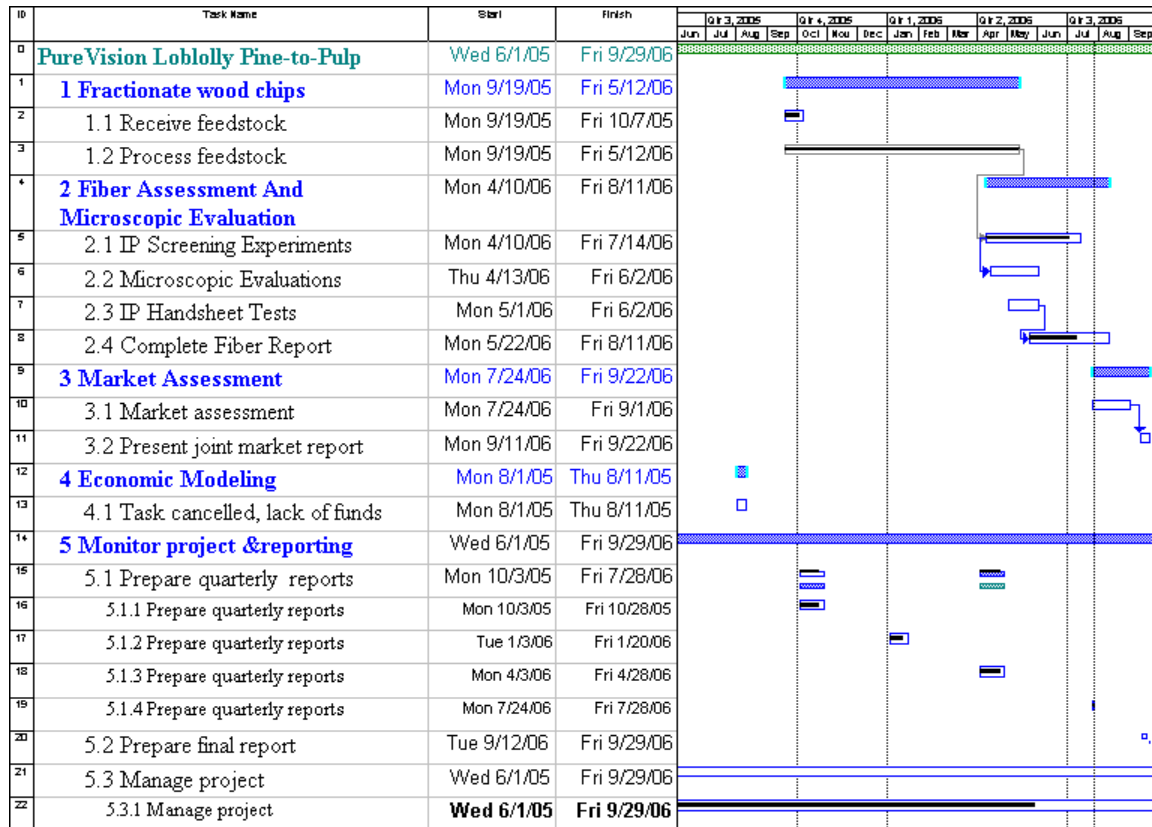 ID Task Name Start Finish Qtr 3, 2005 Qtr 4, 2005 Qtr 1, 2006 Qtr 2, 2006 Qtr 3, 2006
Jun Jul Aug Sep Oct Nov Dec Jan Feb Mar Apr May Jun Jul Aug Sep
0 PureVision Loblolly Pine-to-Pulp Wed 6/1/05 Fri 9/29/06
1 1 Fractionate wood chips Mon 9/19/05 Fri 5/12/06
2 1.1 Receive feedstock Mon 9/19/05 Fri 10/7/05
3 1.2 Process feedstock Mon 9/19/05 Fri 5/12/06
4 2 Fiber Assessment And Mon 4/10/06 Fri 8/11/06
Microscopic Evaluation
5 2.1 IP Screening Experiments Mon 4/10/06 Fri 7/14/06
6 2.2 Microscopic Evaluations Thu 4/13/06 Fri 6/2/06
7 2.3 IP Handsheet Tests Mon 5/1/06 Fri 6/2/06
8 2.4 Complete Fiber Report Mon 5/22/06 Fri 8/11/06
9 3 Market Assessment Mon 7/24/06 Fri 9/22/06
10 3.1 Market assessment Mon 7/24/06 Fri 9/1/06
11 3.2 Present joint market report Mon 9/11/06 Fri 9/22/06
12 4 Economic Modeling Mon 8/1/05 Thu 8/11/05
13 4.1 Task cancelled, lack of funds Mon 8/1/05 Thu 8/11/05
14 5 Monitor project &reporting Wed 6/1/05 Fri 9/29/06
15 5.1 Prepare quarterly reports Mon 10/3/05 Fri 7/28/06
16 5.1.1 Prepare quarterly reports Mon 10/3/05 Fri 10/28/05
17 5.1.2 Prepare quarterly reports Tue 1/3/06 Fri 1/20/06
18 5.1.3 Prepare quarterly reports Mon 4/3/06 Fri 4/28/06
19 5.1.4 Prepare quarterly reports Mon 7/24/06 Fri 7/28/06
20 5.2 Prepare final report Tue 9/12/06 Fri 9/29/06
21 5.3 Manage project Wed 6/1/05 Fri 9/29/06
22 5.3.1 Manage project Wed 6/1/05 Fri 9/29/06